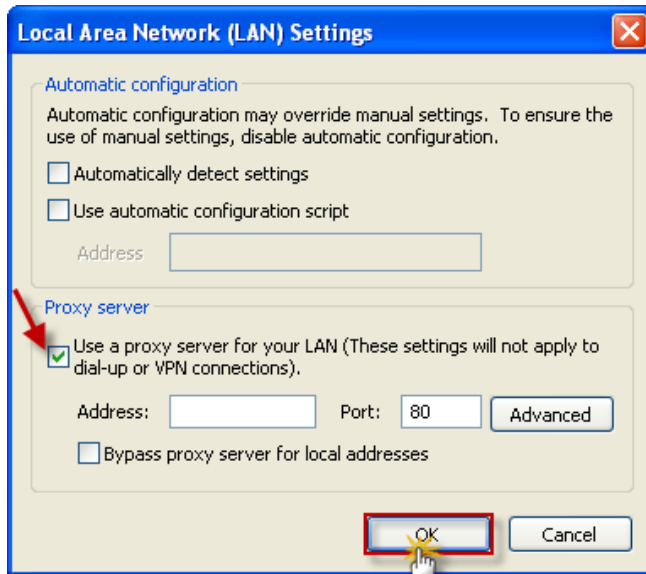 Local Area Network (LAN) Settings
Automatic configuration
Automatic configuration may override manual settings. To ensure the
use of manual settings, disable automatic configuration.
Automatically detect settings
Use automatic configuration script
Address
Proxy server
Use a proxy server for your LAN (These settings will not apply to
dial-up or VPN connections).
Address: Port: 80 Advanced
Bypass proxy server for local addresses
OK Cancel